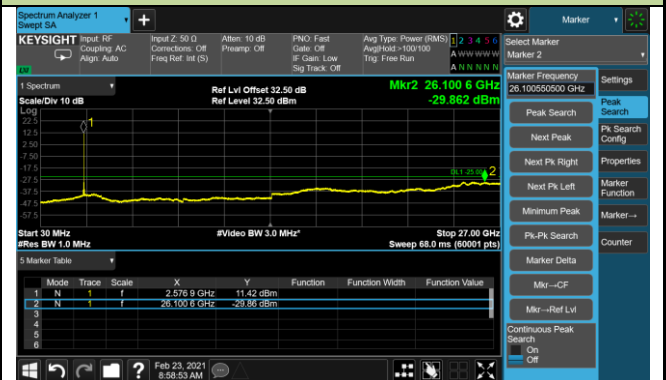 Spectrum Analyzer 1
Swept SA
+
Marker
KEYSIGHT Input: RF
Coupling: AC
Align: Auto
Input Z: 50 Ω
Corrections: Off
Freq Ref: Int (S)
Atten: 10 dB
Preamp: Off
PNO: Fast
Gate: Off
IF Gain: Low
Sig Track: Off
Avg Type: Power (RMS)
Avg|Hold:>100/100
Trig: Free Run
1 2 3 4 5 6
A W W W W W
A N N N N N
Select Marker
Marker 2
1 Spectrum
Scale/Div 10 dB
Ref Lvl Offset 32.50 dB
Ref Level 32.50 dBm
Mkr2 26.100 6 GHz
-29.862 dBm
Log
22.5
12.5
2.50
-7.50
-17.5
-27.5
-37.5
-47.5
-57.5
1
2
Start 30 MHz
#Res BW 1.0 MHz
#Video BW 3.0 MHz*
Stop 27.00 GHz
Sweep 68.0 ms (60001 pts)
5 Marker Table
Mode Trace Scale X Y Function Function Width Function Value
1 N 1 f 2.576 9 GHz 11.42 dBm
2 N 1 f 26.100 6 GHz -29.86 dBm
3
4
5
6
Marker Frequency
26.100550500 GHz
Peak Search
Next Peak
Next Pk Right
Next Pk Left
Minimum Peak
Pk-Pk Search
Marker Delta
Mkr→CF
Mkr→Ref Lvl
Continuous Peak
Search
On
Off
Settings
Peak
Search
Pk Search
Config
Properties
Marker
Function
Marker→
Counter
?
Feb 23, 2021
8:58:53 AM